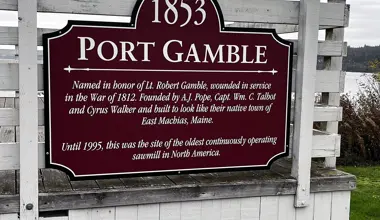 1853
PORT GAMBLE
Named in honor of Lt. Robert Gamble, wounded in service
in the War of 1812. Founded by A.J. Pope, Capt. Wm. C. Talbot
and Cyrus Walker and built to look like their native town of
East Machias, Maine.
Until 1995, this was the site of the oldest continuously operating
sawmill in North America.